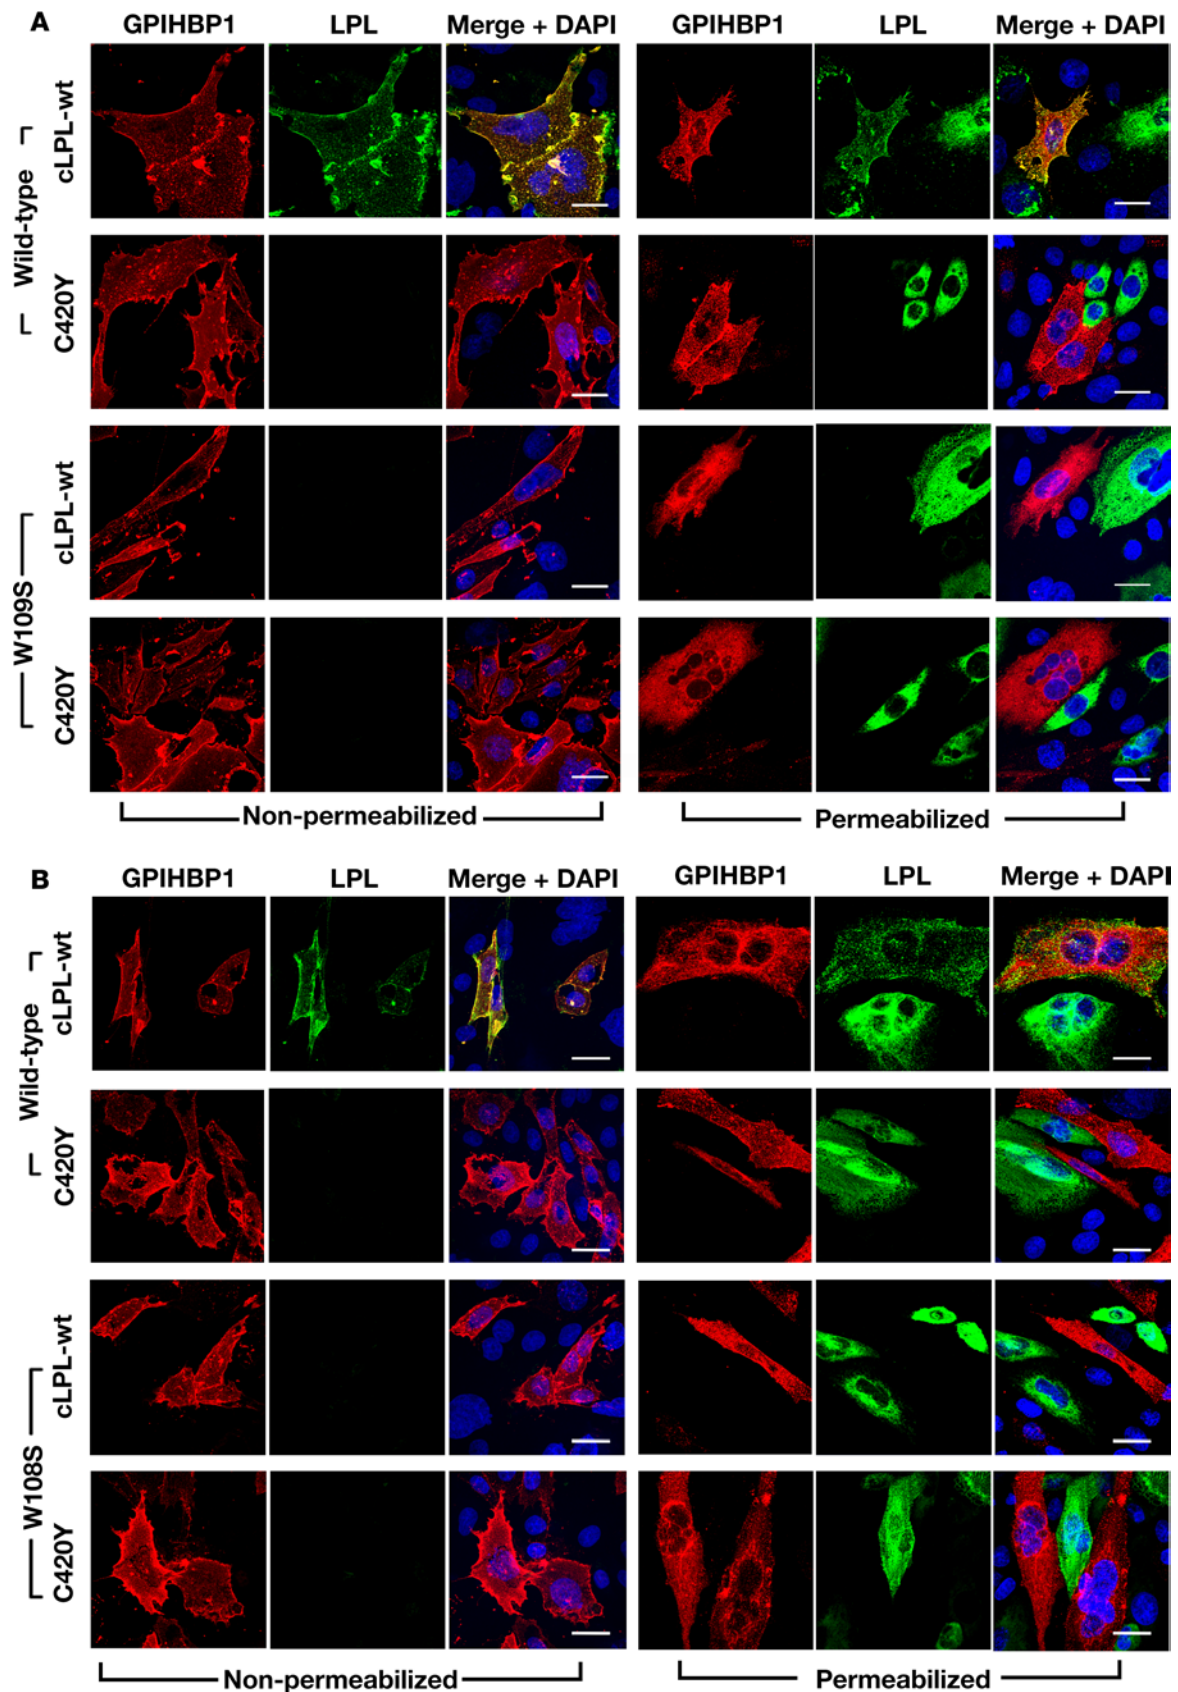 A
GPIHBP1 LPL Merge + DAPI GPIHBP1 LPL Merge + DAPI
Wild-type
cLPL-wt
C420Y
W109S
cLPL-wt
C420Y
Non-permeabilized Permeabilized
B
GPIHBP1 LPL Merge + DAPI GPIHBP1 LPL Merge + DAPI
Wild-type
cLPL-wt
C420Y
W108S
cLPL-wt
C420Y
Non-permeabilized Permeabilized